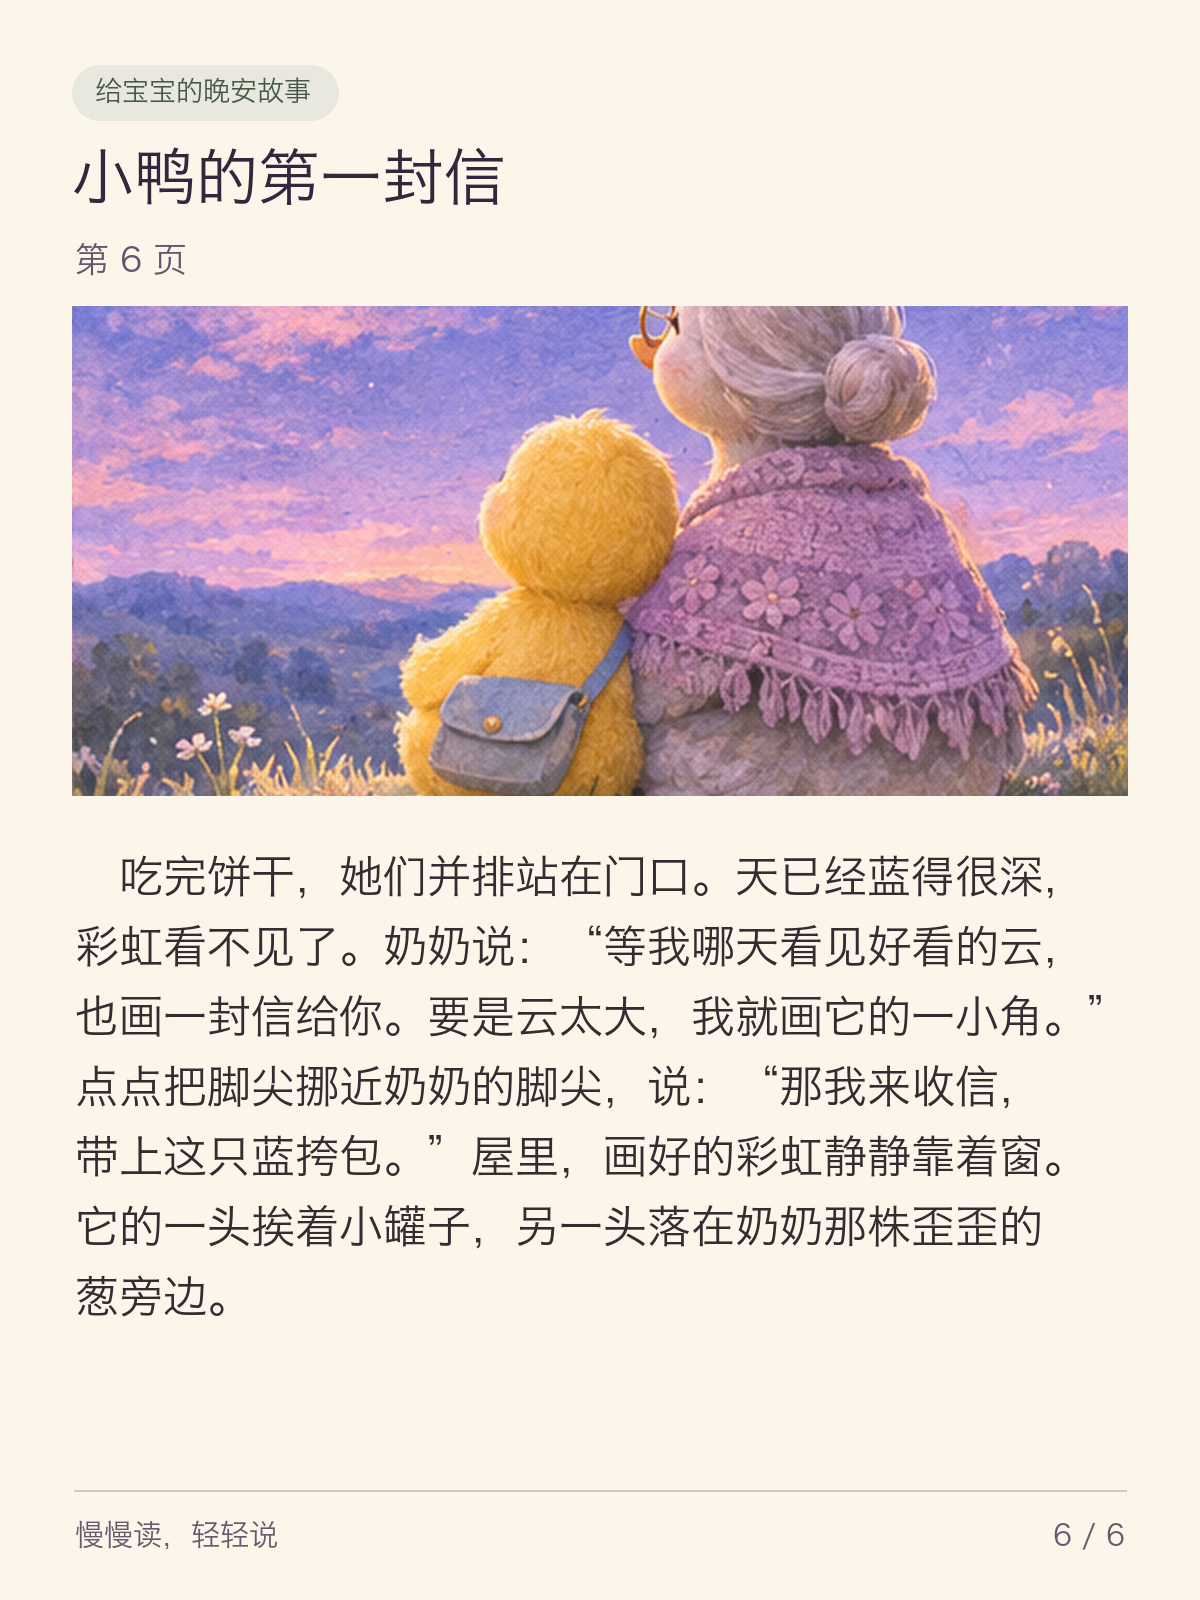 给宝宝的晚安故事
小鸭的第一封信
第 6 页
吃完饼干，她们并排站在门口。天已经蓝得很深，
彩虹看不见了。奶奶说：“等我哪天看见好看的云，
也画一封信给你。要是云太大，我就画它的一小角。”
点点把脚尖挪近奶奶的脚尖，说：“那我来收信，
带上这只蓝挎包。”屋里，画好的彩虹静静靠着窗。
它的一头挨着小罐子，另一头落在奶奶那株歪歪的
葱旁边。
慢慢读，轻轻说
6 / 6